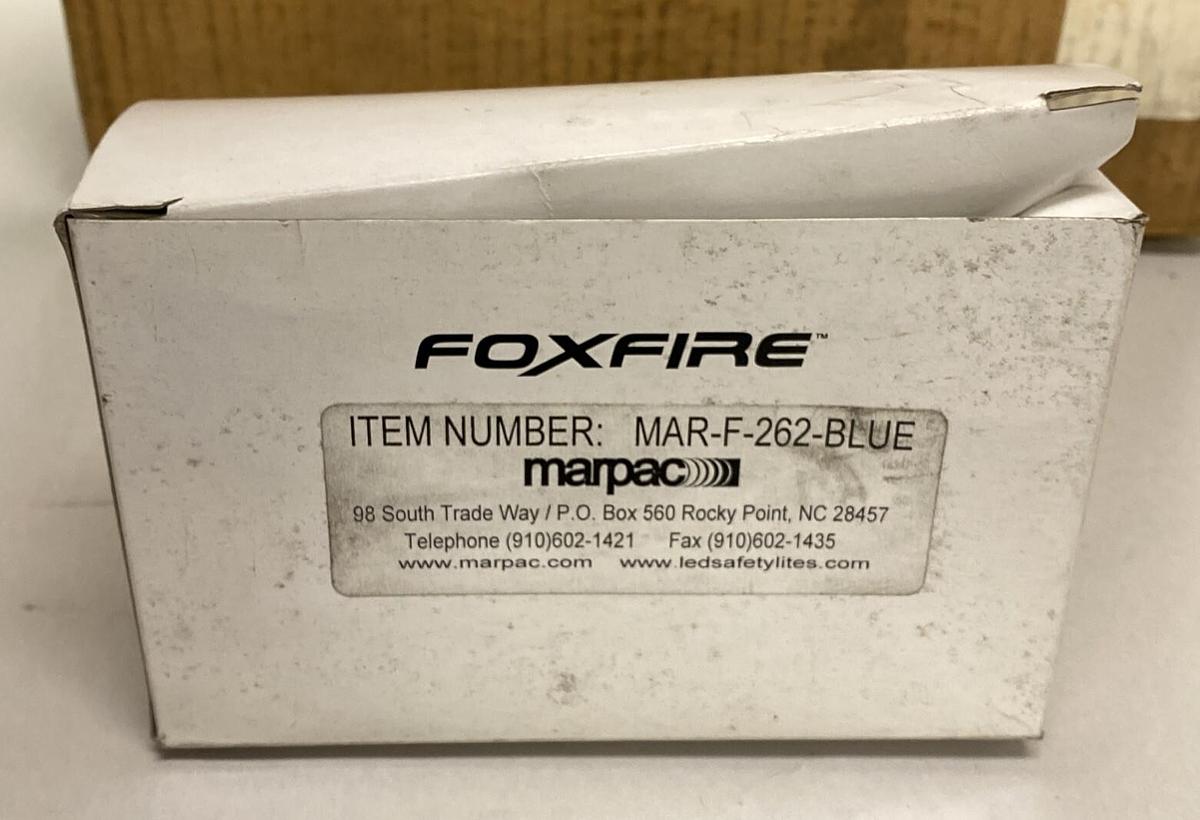 FOXFIRE™
ITEM NUMBER: MAR-F-262-BLUE
marpac
98 South Trade Way / P.O. Box 560 Rocky Point, NC 28457
Telephone (910)602-1421 Fax (910)602-1435
www.marpac.com www.ledsafetylites.com